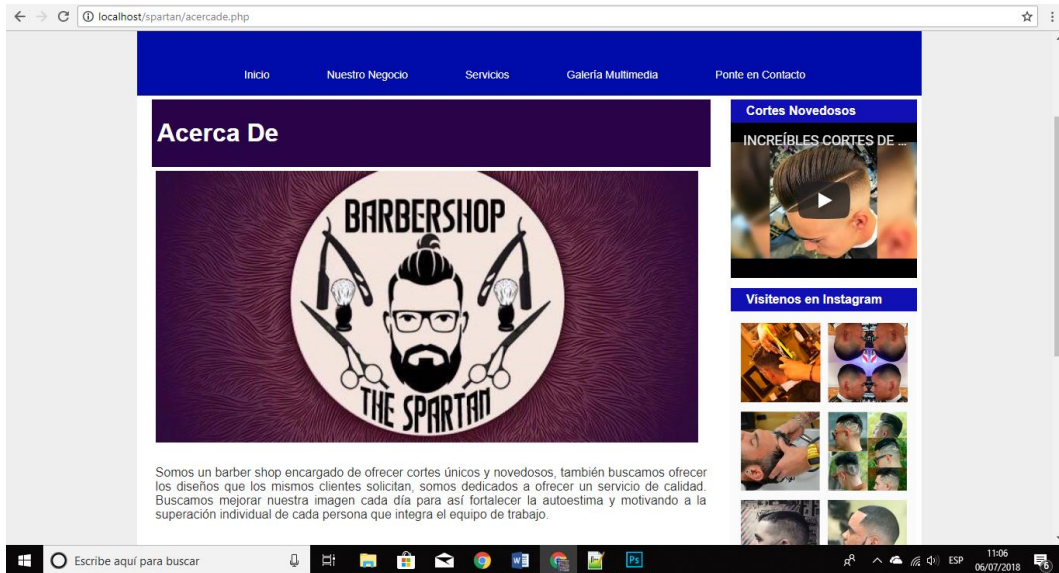 localhost/spartan/acercade.php
Inicio
Nuestro Negocio
Servicios
Galería Multimedia
Ponte en Contacto
Acerca De
BARBERSHOP
THE SPARTAN
Somos un barber shop encargado de ofrecer cortes únicos y novedosos, también buscamos ofrecer
los diseños que los mismos clientes solicitan, somos dedicados a ofrecer un servicio de calidad.
Buscamos mejorar nuestra imagen cada día para así fortalecer la autoestima y motivando a la
superación individual de cada persona que integra el equipo de trabajo.
Cortes Novedosos
INCREÍBLES CORTES DE ...
Visitenos en Instagram
Escribe aquí para buscar
ESP
11:06
06/07/2018
6